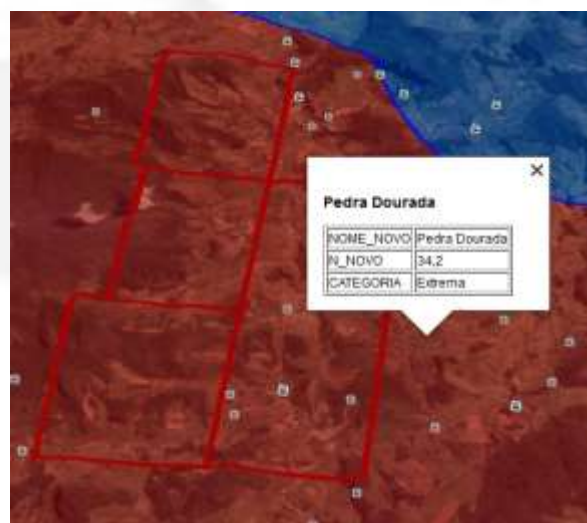 Pedra Dourada
NOME_NOVO Pedra Dourada
N_NOVO 34,2
CATEGORIA Extrema